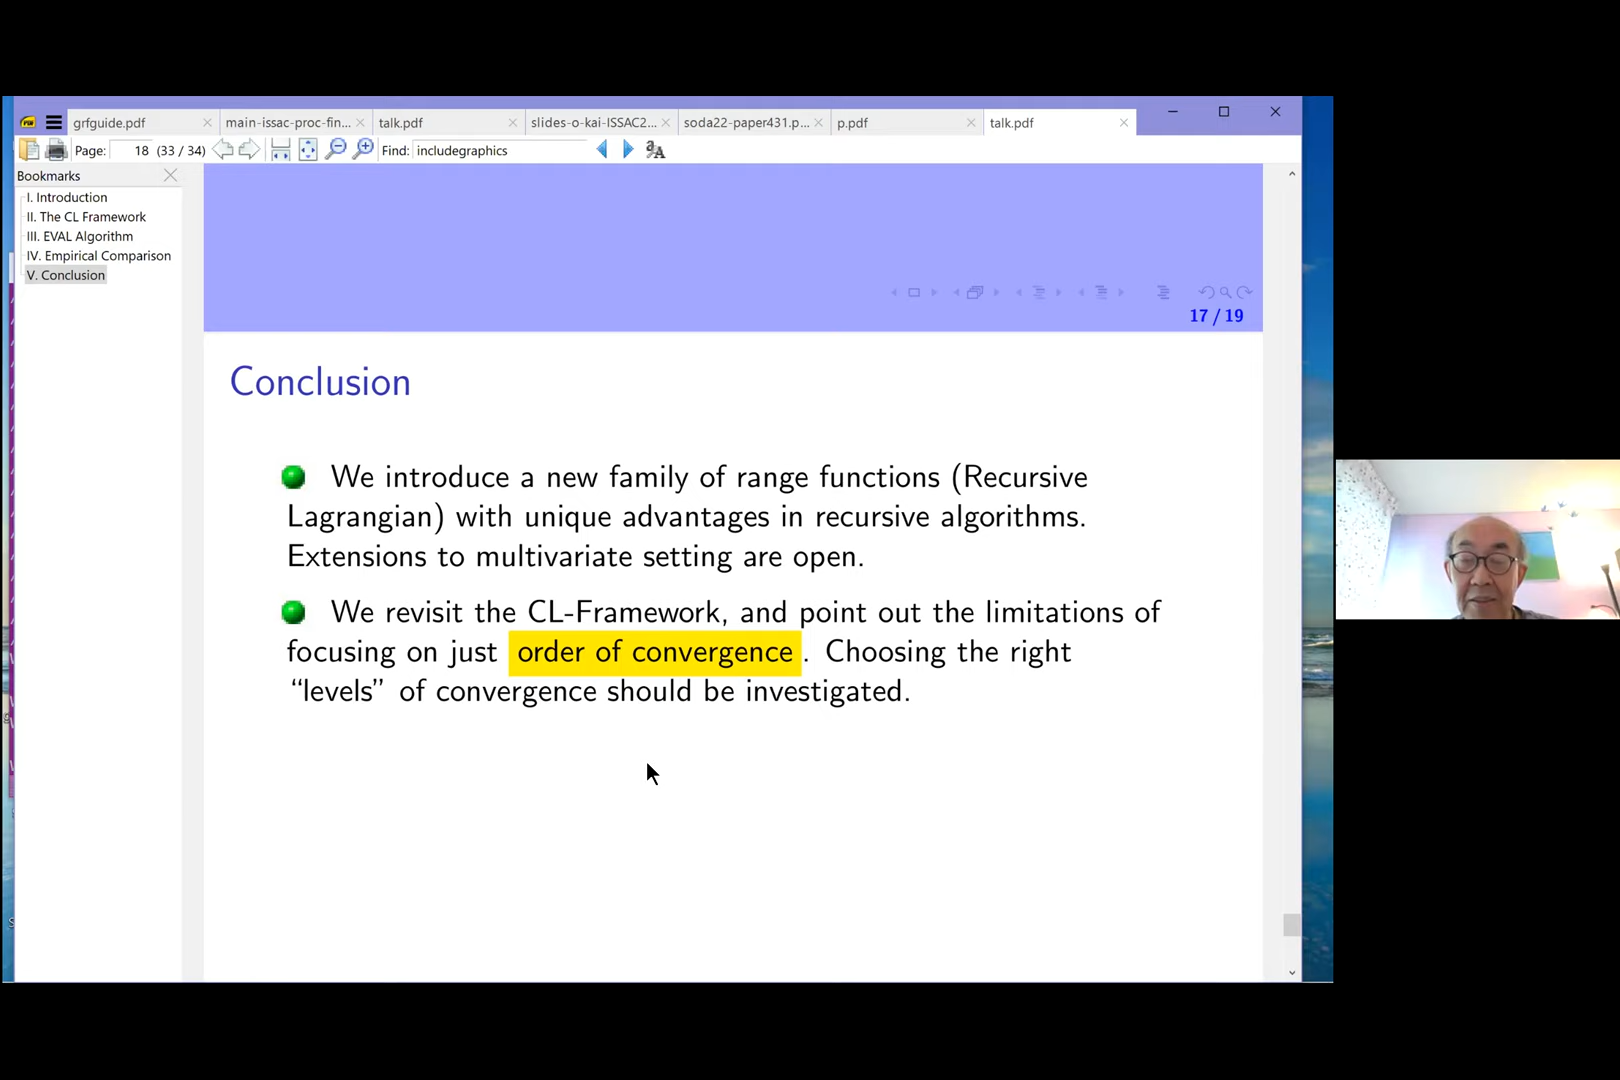 grfguide.pdf
main-issac-proc-fin...
talk.pdf
slides-o-kai-ISSAC2...
soda22-paper431.p...
p.pdf
talk.pdf
Page: 18 (33 / 34)
Find: includegraphics
Bookmarks
I. Introduction
II. The CL Framework
III. EVAL Algorithm
IV. Empirical Comparison
V. Conclusion
17 / 19
Conclusion
We introduce a new family of range functions (Recursive
Lagrangian) with unique advantages in recursive algorithms.
Extensions to multivariate setting are open.
We revisit the CL-Framework, and point out the limitations of
focusing on just order of convergence . Choosing the right
“levels” of convergence should be investigated.